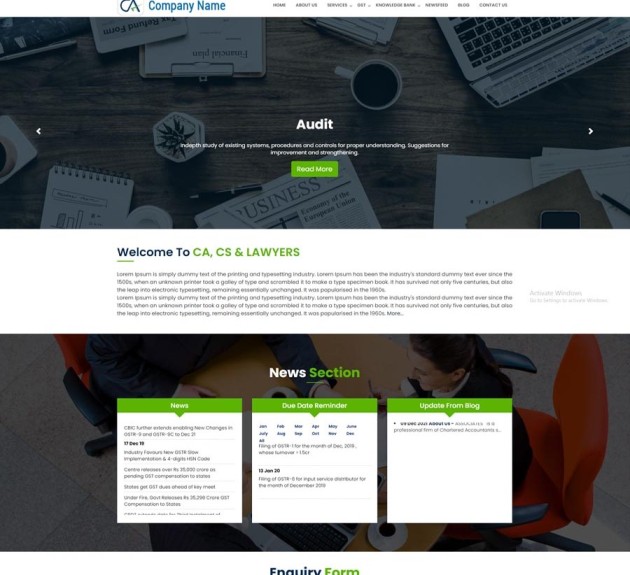 CA Company Name
HOME ABOUT US SERVICES GST KNOWLEDGE BANK NEWSFEED BLOG CONTACT US
Tax Refund Form
Financial plan
Audit
Indepth study of existing systems, procedures and controls for proper understanding. Suggestions for
improvement and strengthening.
Read More
BUSINESS
Economy of the
European Union
Welcome To CA, CS & LAWYERS
Lorem Ipsum is simply dummy text of the printing and typesetting industry. Lorem Ipsum has been the industry's standard dummy text ever since the
1500s, when an unknown printer took a galley of type and scrambled it to make a type specimen book. It has survived not only five centuries, but also
the leap into electronic typesetting, remaining essentially unchanged. It was popularised in the 1960s.
Lorem Ipsum is simply dummy text of the printing and typesetting industry. Lorem Ipsum has been the industry's standard dummy text ever since the
1500s, when an unknown printer took a galley of type and scrambled it to make a type specimen book. It has survived not only five centuries, but also
the leap into electronic typesetting, remaining essentially unchanged. It was popularised in the 1960s. More...
Activate Windows
Go to Settings to activate Windows.
News Section
News
CBIC further extends enabling New Changes in
GSTR-9 and GSTR-9C to Dec 31
17 Dec 19
Industry Favours New GSTR Slow
Implementation & 4-digits HSN Code
Centre releases over Rs 35,000 crore as
pending GST compensation to states
States get GST dues ahead of key meet
Under Fire, Govt Releases Rs 35,298 Crore GST
Compensation to States
Due Date Reminder
Jan Feb Mar Apr May June
July Aug Sep Oct Nov Dec
All
Filing of GSTR-1 for the month of Dec, 2019 ,
whose turnover > 1.5cr
13 Jan 20
Filing of GSTR-6 for input service distributor for
the month of December 2019
Update From Blog
About Us - 
professional firm of Chartered Accountants s...
Enquiry Form